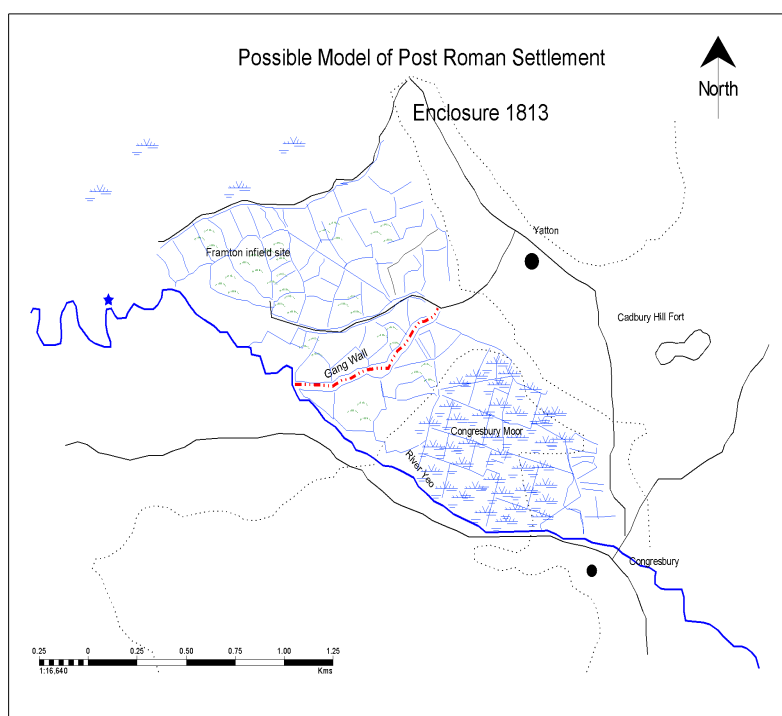 Possible Model of Post Roman Settlement
North
Enclosure 1813
Yatton
Framton infield site
Cadbury Hill Fort
Gang Wall
Congresbury Moor
River Yeo
Congresbury
0.25 0 0.25 0.50 0.75 1.00 1.25
1:16,640 Kms